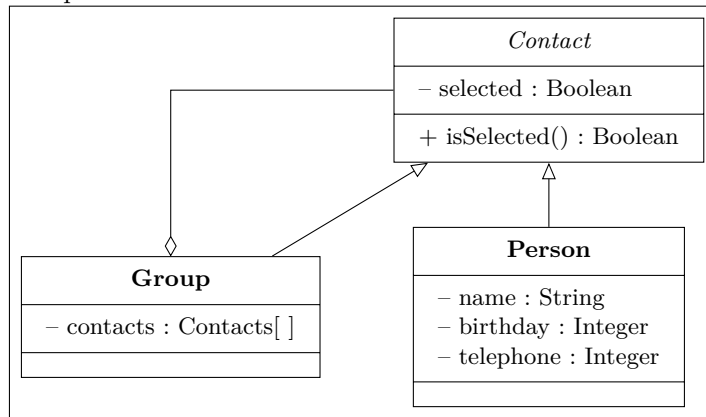 Contact
– selected : Boolean
+ isSelected() : Boolean
Group
– contacts : Contacts[ ]
Person
– name : String
– birthday : Integer
– telephone : Integer